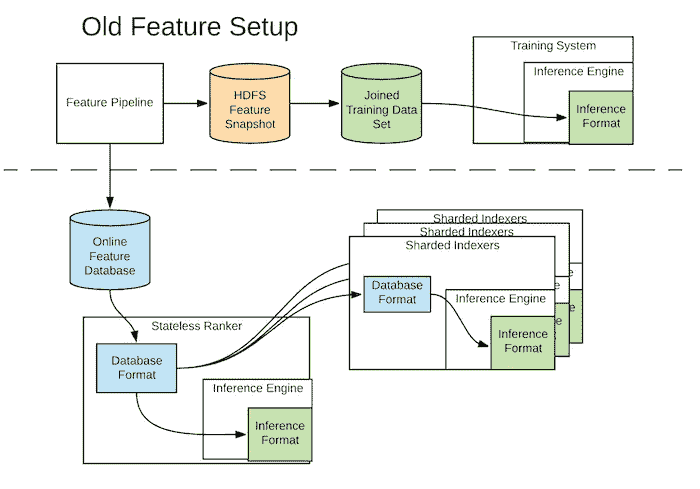 Old Feature Setup
Training System
Inference Engine
Feature Pipeline
HDFS
Feature
Snapshot
Joined
Training Data
Set
Inference
Format
Online
Feature
Database
Sharded Indexers
Sharded Indexers
Sharded Indexers
Database
Format
Inference Engine
Inference
Format
Stateless Ranker
Database
Format
Inference Engine
Inference
Format